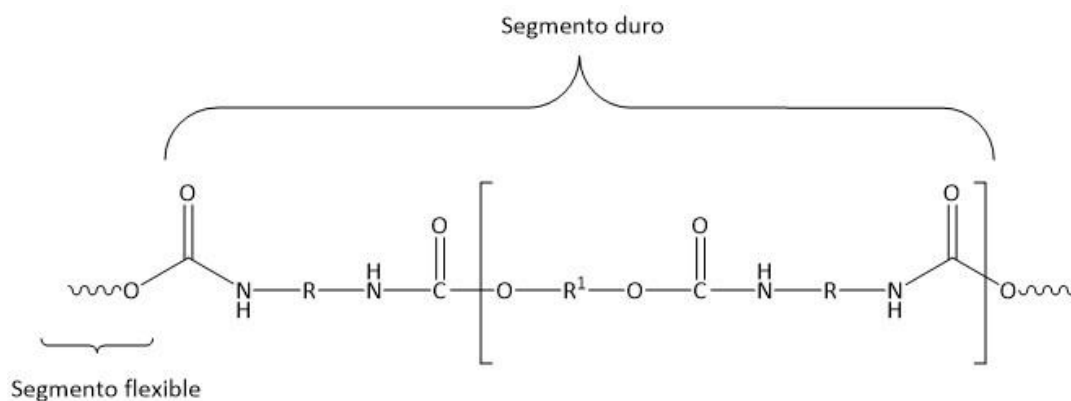 Segmento duro
O O O O
H H H
O N R N C O R¹ O C N R N O
H H
Segmento flexible